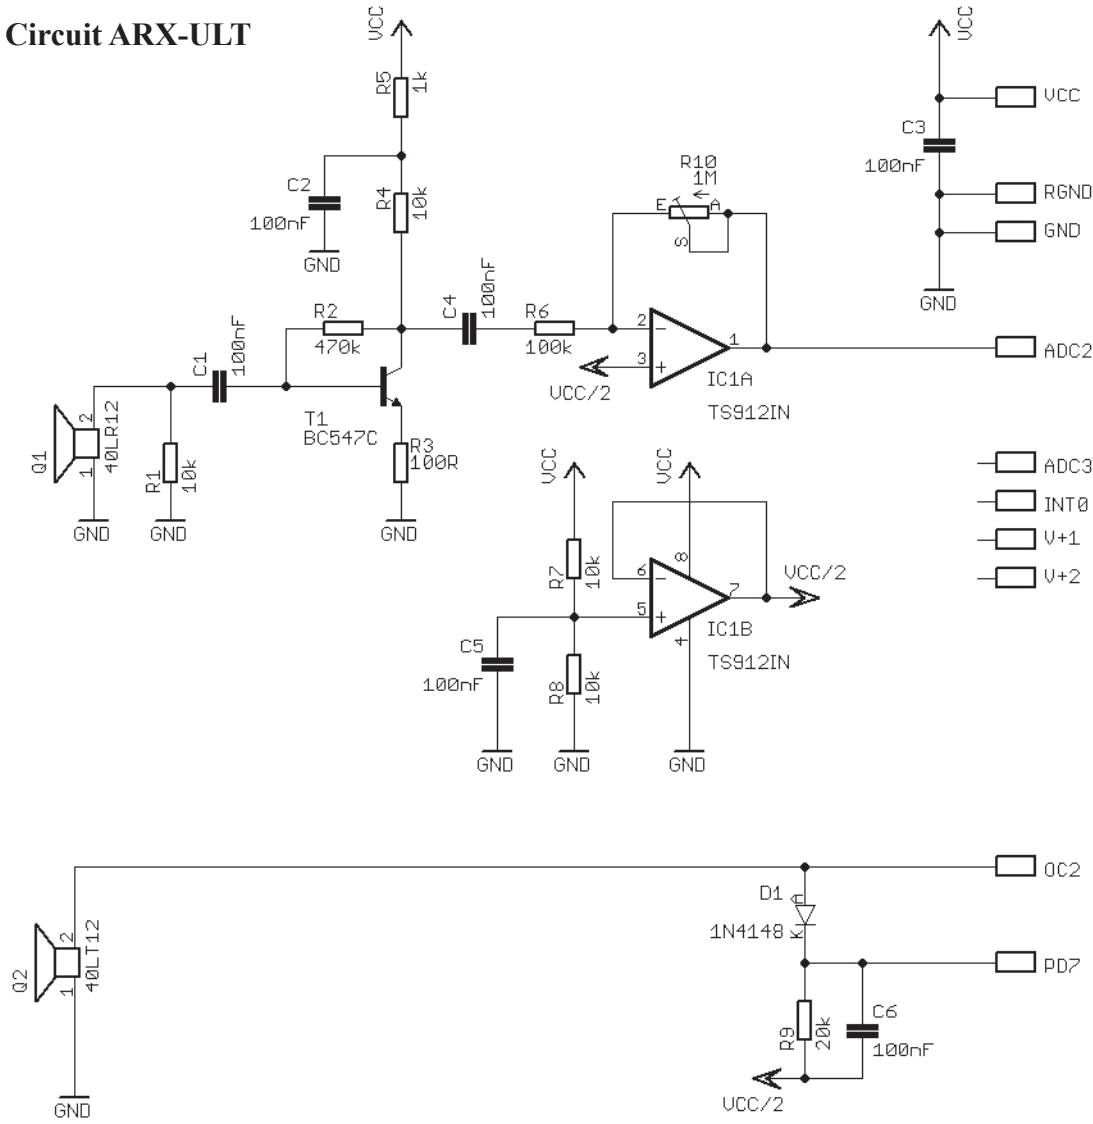 Circuit ARX-ULT
VCC
R5
1k
C2
100nF
GND
R4
10k
R2
470k
C4
100nF
R6
100k
R10
1M
E
A
S
2
3
1
VCC/2
IC1A
TS912IN
C1
100nF
T1
BC547C
R3
100R
GND
Q1
2
1
40LR12
GND
R1
10k
GND
VCC
C3
100nF
GND
VCC
RGND
GND
ADC2
ADC3
INT0
V+1
V+2
VCC
R7
10k
C5
100nF
GND
R8
10k
GND
VCC
8
6
5
7
4
VCC/2
IC1B
TS912IN
GND
Q2
2
1
40LT12
GND
OC2
D1
A
1N4148
K
PD7
R9
20k
C6
100nF
VCC/2